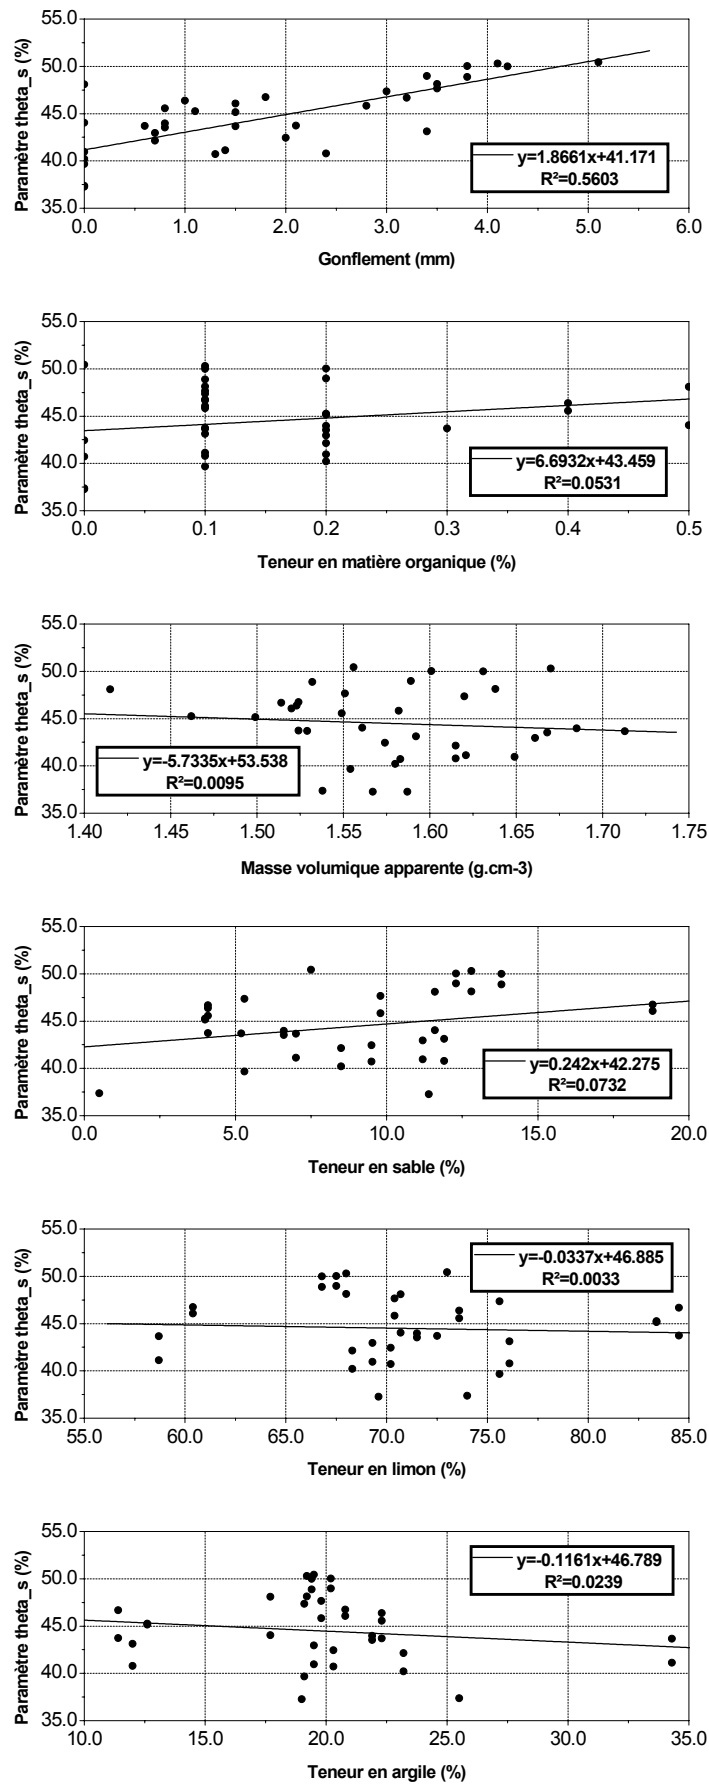 Paramètre theta_s (%)
55.0
50.0
45.0
40.0
35.0
y=1.8661x+41.171
R²=0.5603
0.0 1.0 2.0 3.0 4.0 5.0 6.0
Gonflement (mm)
Paramètre theta_s (%)
55.0
50.0
45.0
40.0
35.0
y=6.6932x+43.459
R²=0.0531
0.0 0.1 0.2 0.3 0.4 0.5
Teneur en matière organique (%)
Paramètre theta_s (%)
55.0
50.0
45.0
40.0
35.0
y=-5.7335x+53.538
R²=0.0095
1.40 1.45 1.50 1.55 1.60 1.65 1.70 1.75
Masse volumique apparente (g.cm-3)
Paramètre theta_s (%)
55.0
50.0
45.0
40.0
35.0
y=0.242x+42.275
R²=0.0732
0.0 5.0 10.0 15.0 20.0
Teneur en sable (%)
Paramètre theta_s (%)
55.0
50.0
45.0
40.0
35.0
y=-0.0337x+46.885
R²=0.0033
55.0 60.0 65.0 70.0 75.0 80.0 85.0
Teneur en limon (%)
Paramètre theta_s (%)
55.0
50.0
45.0
40.0
35.0
y=-0.1161x+46.789
R²=0.0239
10.0 15.0 20.0 25.0 30.0 35.0
Teneur en argile (%)